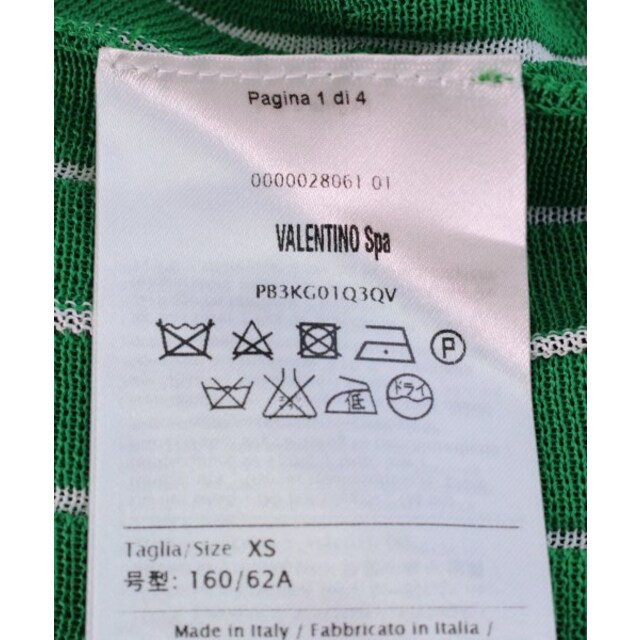 Pagina 1 di 4
0000028061 01
VALENTINO Spa
PB3KG01Q3QV
P
低 ドライ
Taglia/Size XS
号型: 160/62A
Made in Italy / Fabbricato in Italia /